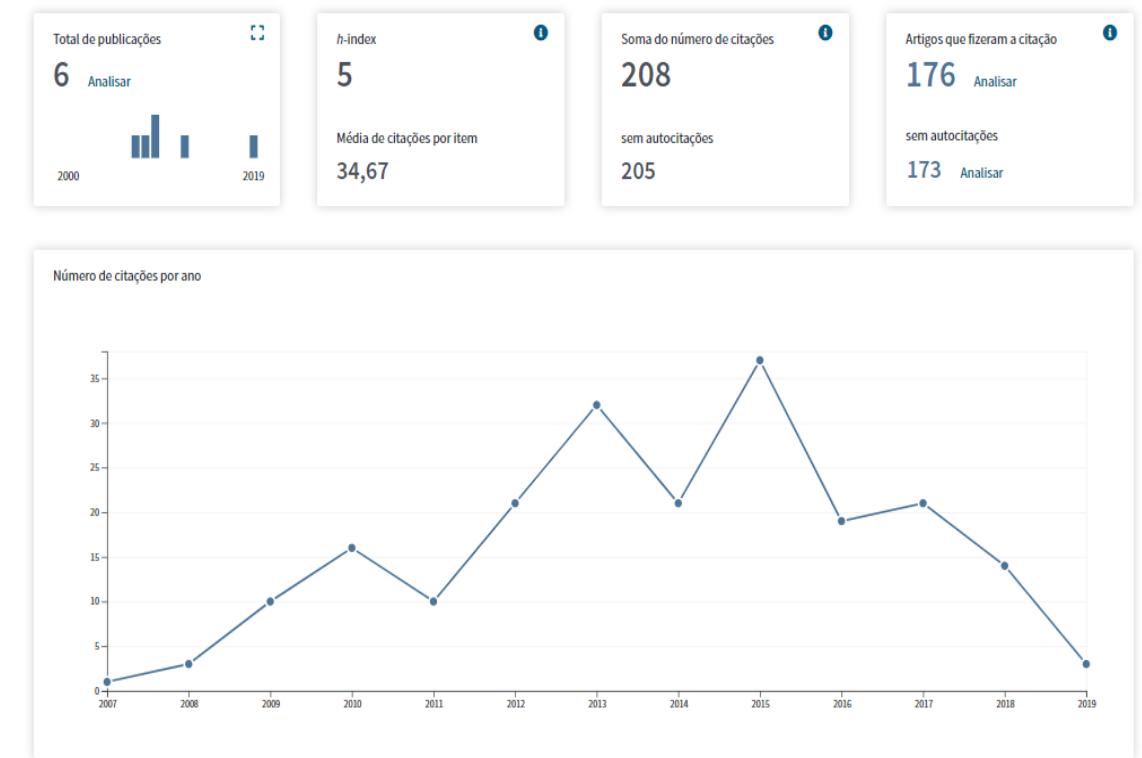 Total de publicações
6 Analisar
2000 2019
h-index
5
Média de citações por item
34,67
Soma do número de citações
208
sem autocitações
205
Artigos que fizeram a citação
176 Analisar
sem autocitações
173 Analisar
Número de citações por ano
35
30
25
20
15
10
5
0
2007 2008 2009 2010 2011 2012 2013 2014 2015 2016 2017 2018 2019